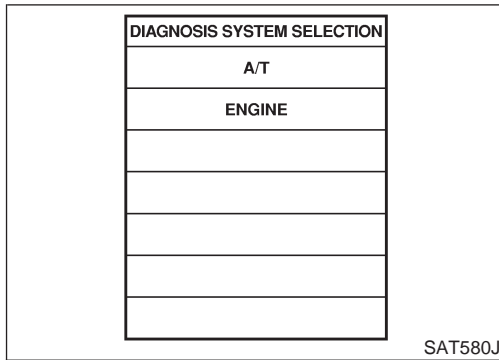 DIAGNOSIS SYSTEM SELECTION
A/T
ENGINE
SAT580J